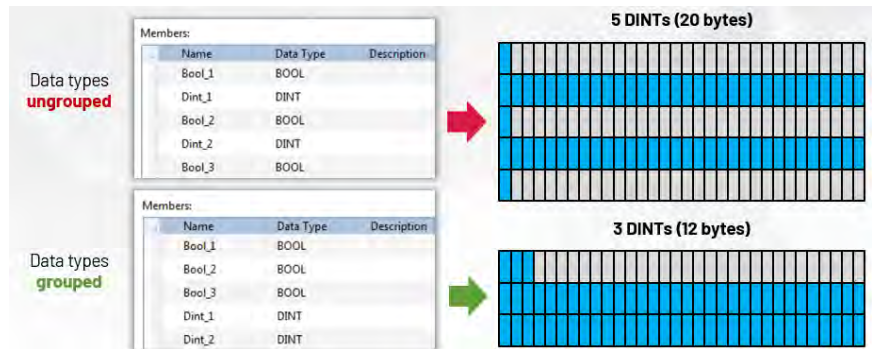 5 DINTs (20 bytes)
Members:
Name Data Type Description
Data types
ungrouped
Bool_1 BOOL
Dint_1 DINT
Bool_2 BOOL
Dint_2 DINT
Bool_3 BOOL
Members:
Name Data Type Description
3 DINTs (12 bytes)
Data types
grouped
Bool_1 BOOL
Bool_2 BOOL
Bool_3 BOOL
Dint_1 DINT
Dint_2 DINT